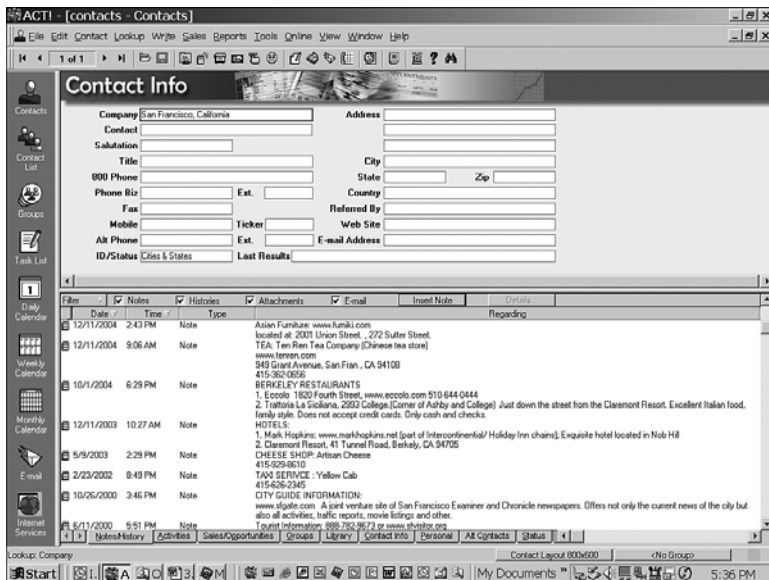 ACT! - [contacts - Contacts]
File Edit Contact Lookup Write Sales Reports Tools Online View Window Help
1 of 1
Contact Info
Contacts
Contact List
Groups
Task List
Daily Calendar
Weekly Calendar
Monthly Calendar
E-mail
Internet Services
Company San Francisco, California Address
Contact
Salutation
Title City
800 Phone State Zip
Phone Biz Ext. Country
Fax Referred By
Mobile Ticker Web Site
Alt Phone Ext. E-mail Address
ID/Status Cities & States Last Results
Filter Notes Histories Attachments E-mail Insert Note Details...
Date Time Type Regarding
12/11/2004 2:43 PM Note Asian Furniture: www.fumiki.com
located at: 2001 Union Street. , 272 Sutter Street.
12/11/2004 9:06 AM Note TEA: Ten Ren Tea Company (Chinese tea store)
www.tenren.com
949 Grant Avenue, San Fran , CA 94108
415-362-0656
10/1/2004 6:29 PM Note BERKELEY RESTAURANTS
1. Eccolo 1820 Fourth Street, www.eccolo.com 510-644-0444
2. Trattoria La Siciliana, 2993 College.(Corner of Ashby and College) Just down the street from the Claremont Resort. Excellent Italian food,
family style. Does not accept credit cards. Only cash and checks.
12/11/2003 10:27 AM Note HOTELS:
1. Mark Hopkins: www.markhopkins.net (part of Intercontinental/ Holiday Inn chains); Exquisite hotel located in Nob Hill
2. Claremont Resort, 41 Tunnel Road, Berkely, CA 94705
5/9/2003 2:29 PM Note CHEESE SHOP: Artisan Cheese
415-929-8610
2/23/2002 8:49 PM Note TAXI SERIVCE : Yellow Cab
415-626-2345
10/26/2000 3:46 PM Note CITY GUIDE INFORMATION:
www.sfgate.com A joint venture site of San Francisco Examiner and Chronicle newspapers. Offers not only the current news of the city but
also all activities, traffic reports, movie listings and other.
6/11/2000 5:51 PM Note Tourist Information: 888-782-9673 or www.sfvisitor.org
Notes/History Activities Sales/Opportunities Groups Library Contact Info Personal Alt Contacts Status
Lookup: Company Contact Layout 800x600 <No Group>
Start My Documents 5:36 PM